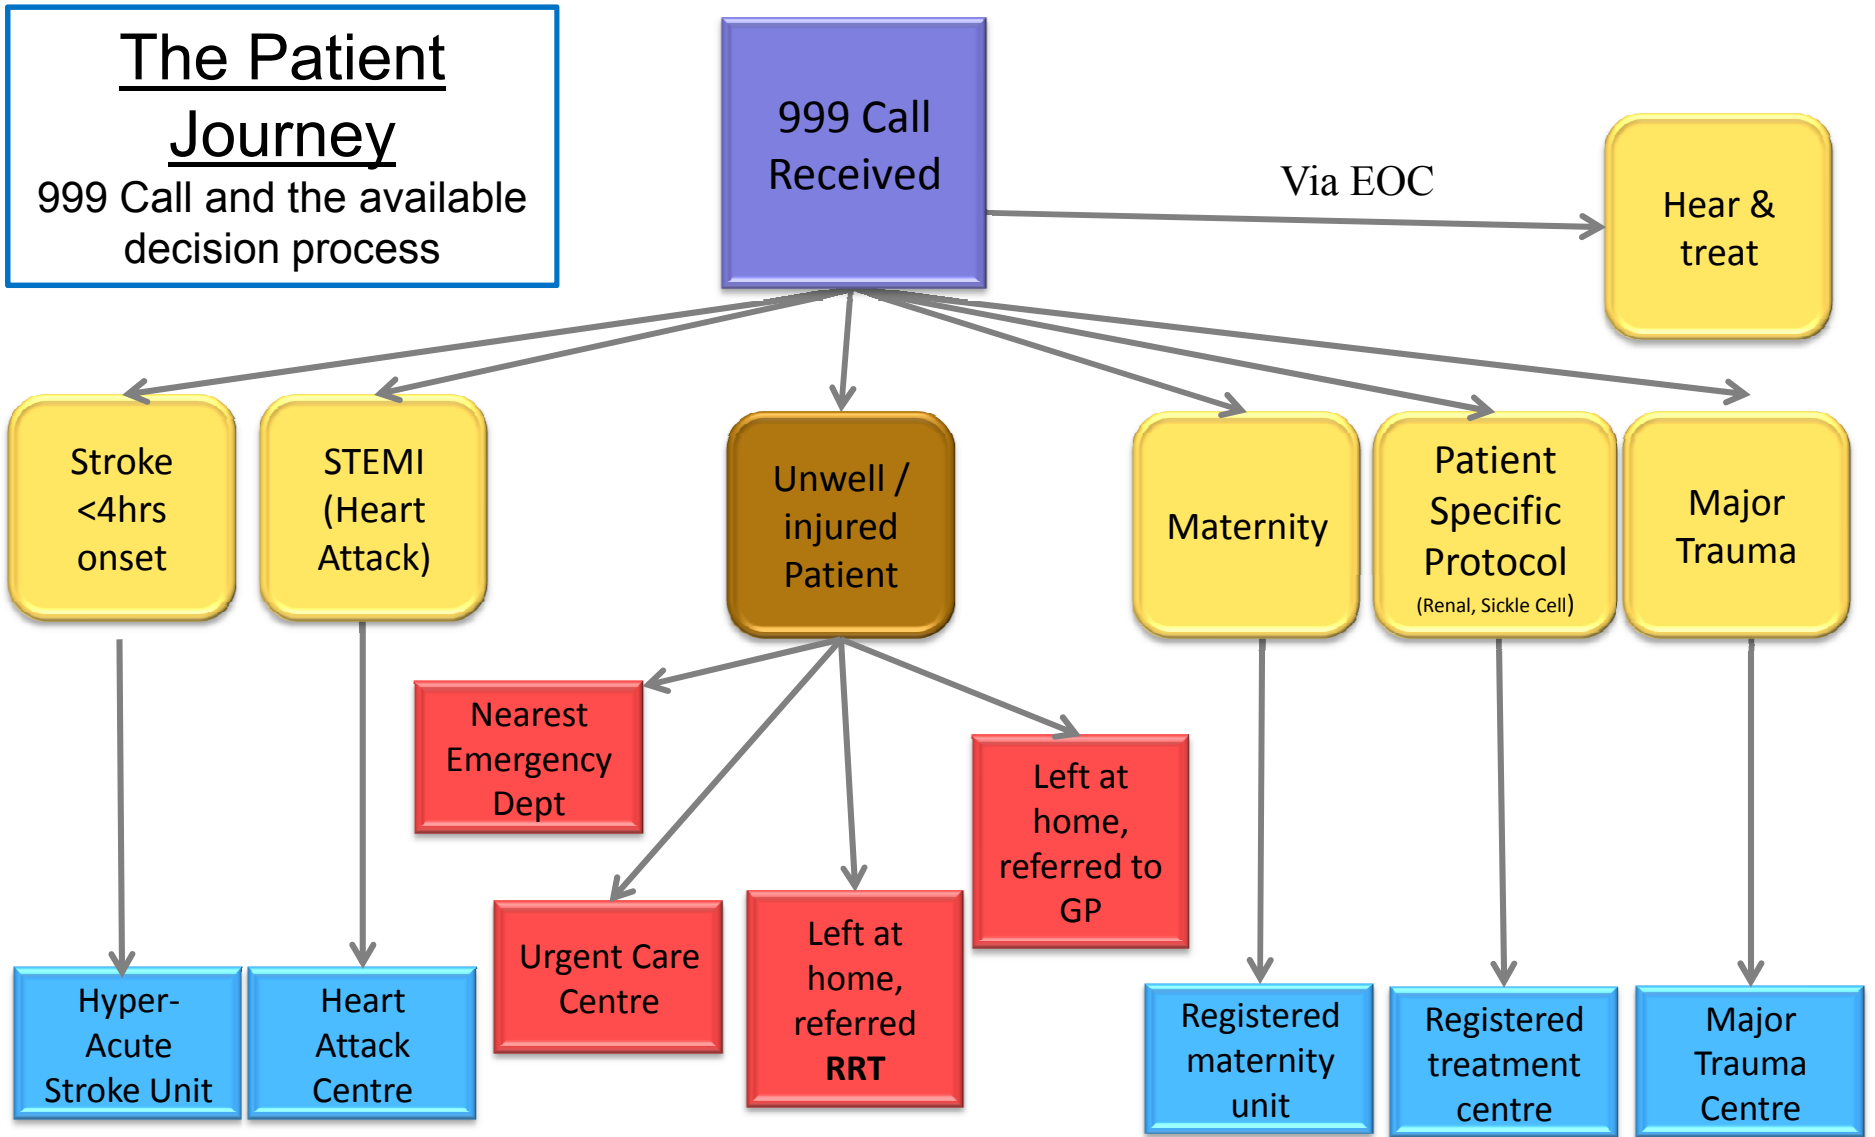 The Patient
Journey
999 Call and the available
decision process
999 Call
Received
Via EOC
Hear &
treat
Stroke
<4hrs
onset
STEMI
(Heart
Attack)
Unwell /
injured
Patient
Maternity
Patient
Specific
Protocol
(Renal, Sickle Cell)
Major
Trauma
Nearest
Emergency
Dept
Urgent Care
Centre
Left at
home,
referred
RRT
Left at
home,
referred to
GP
Hyper-
Acute
Stroke Unit
Heart
Attack
Centre
Registered
maternity
unit
Registered
treatment
centre
Major
Trauma
Centre